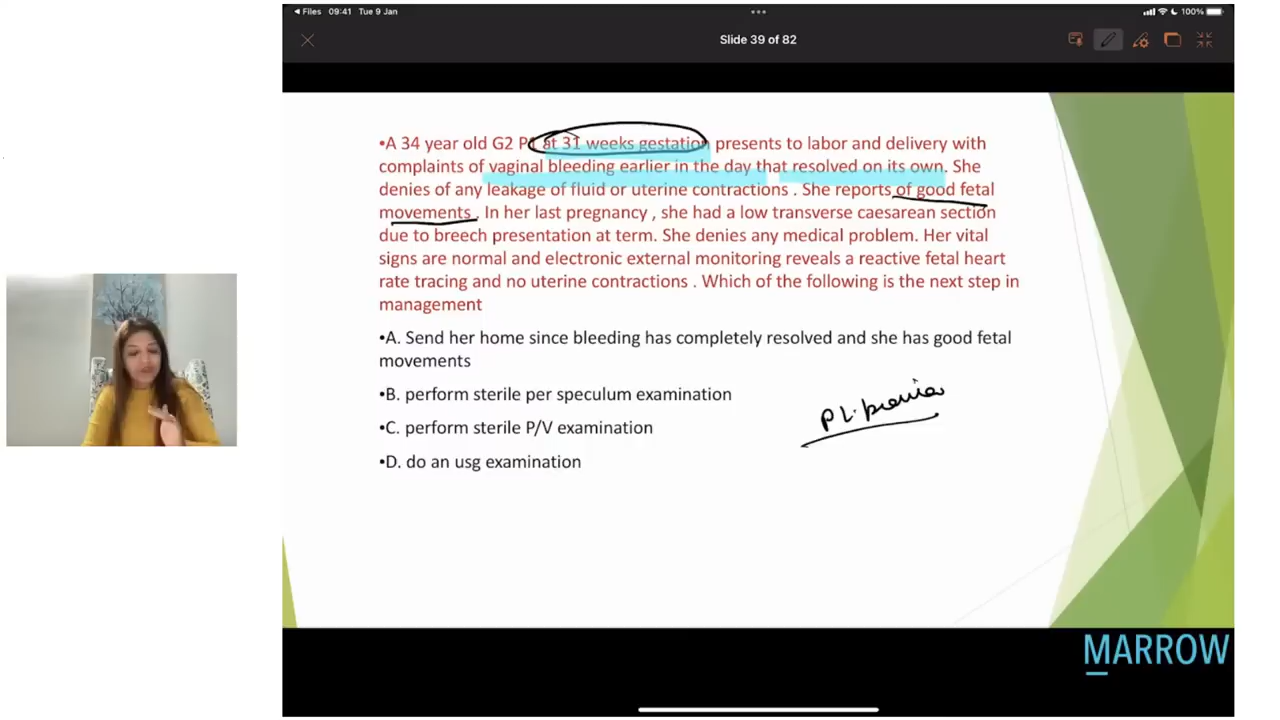 Files 09:41 Tue 9 Jan
100%
Slide 39 of 82
•A 34 year old G2 P1 at 31 weeks gestation presents to labor and delivery with
complaints of vaginal bleeding earlier in the day that resolved on its own. She
denies of any leakage of fluid or uterine contractions . She reports of good fetal
movements . In her last pregnancy , she had a low transverse caesarean section
due to breech presentation at term. She denies any medical problem. Her vital
signs are normal and electronic external monitoring reveals a reactive fetal heart
rate tracing and no uterine contractions . Which of the following is the next step in
management
•A. Send her home since bleeding has completely resolved and she has good fetal
movements
•B. perform sterile per speculum examination
•C. perform sterile P/V examination
•D. do an usg examination
PL. previa
MARROW